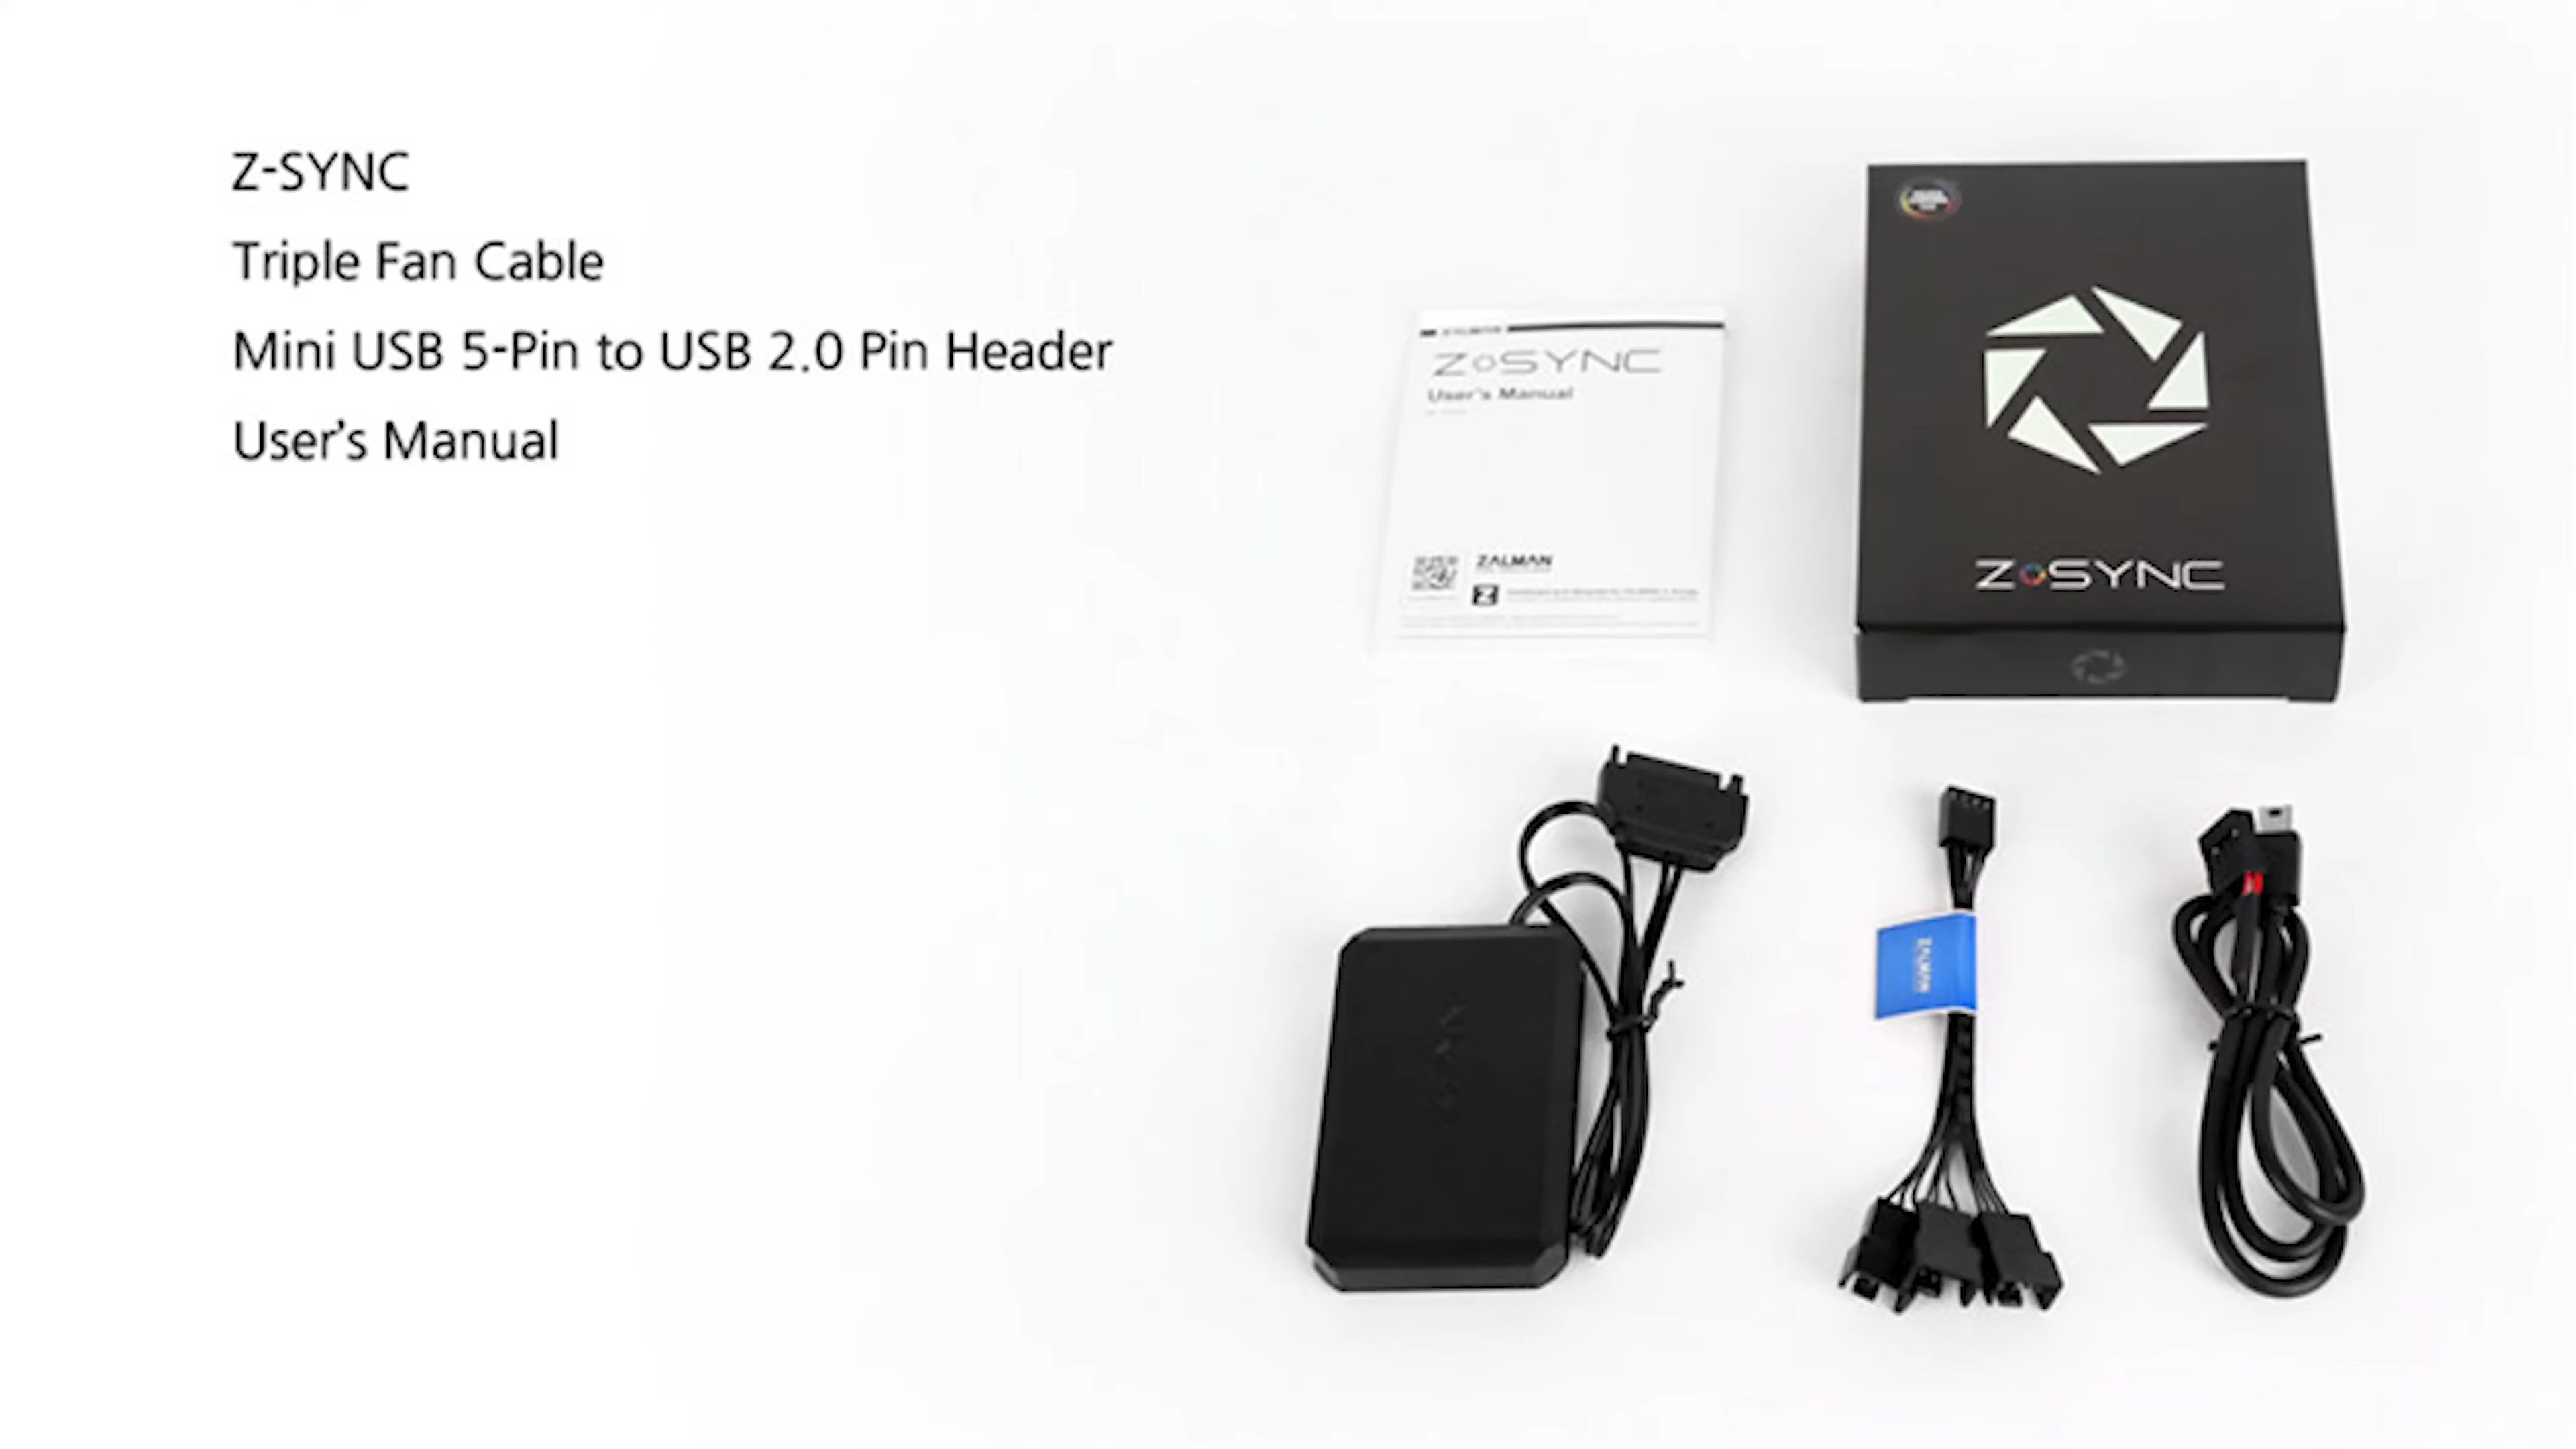 Z-SYNC
Triple Fan Cable
Mini USB 5-Pin to USB 2.0 Pin Header
User's Manual
ZALMAN
Z SYNC
User's Manual
ZALMAN
Z
Z SYNC
ZALMAN